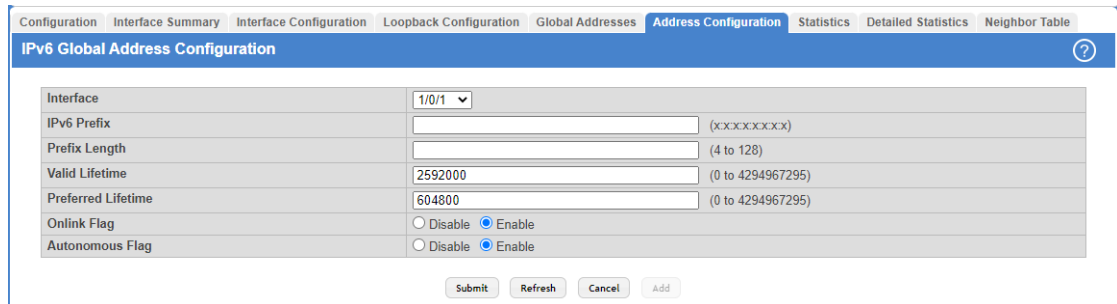 Configuration Interface Summary Interface Configuration Loopback Configuration Global Addresses Address Configuration Statistics Detailed Statistics Neighbor Table
IPv6 Global Address Configuration ?
Interface 1/0/1
IPv6 Prefix (x:x:x:x:x:x:x:x)
Prefix Length (4 to 128)
Valid Lifetime 2592000 (0 to 4294967295)
Preferred Lifetime 604800 (0 to 4294967295)
Onlink Flag Disable Enable
Autonomous Flag Disable Enable
Submit Refresh Cancel Add